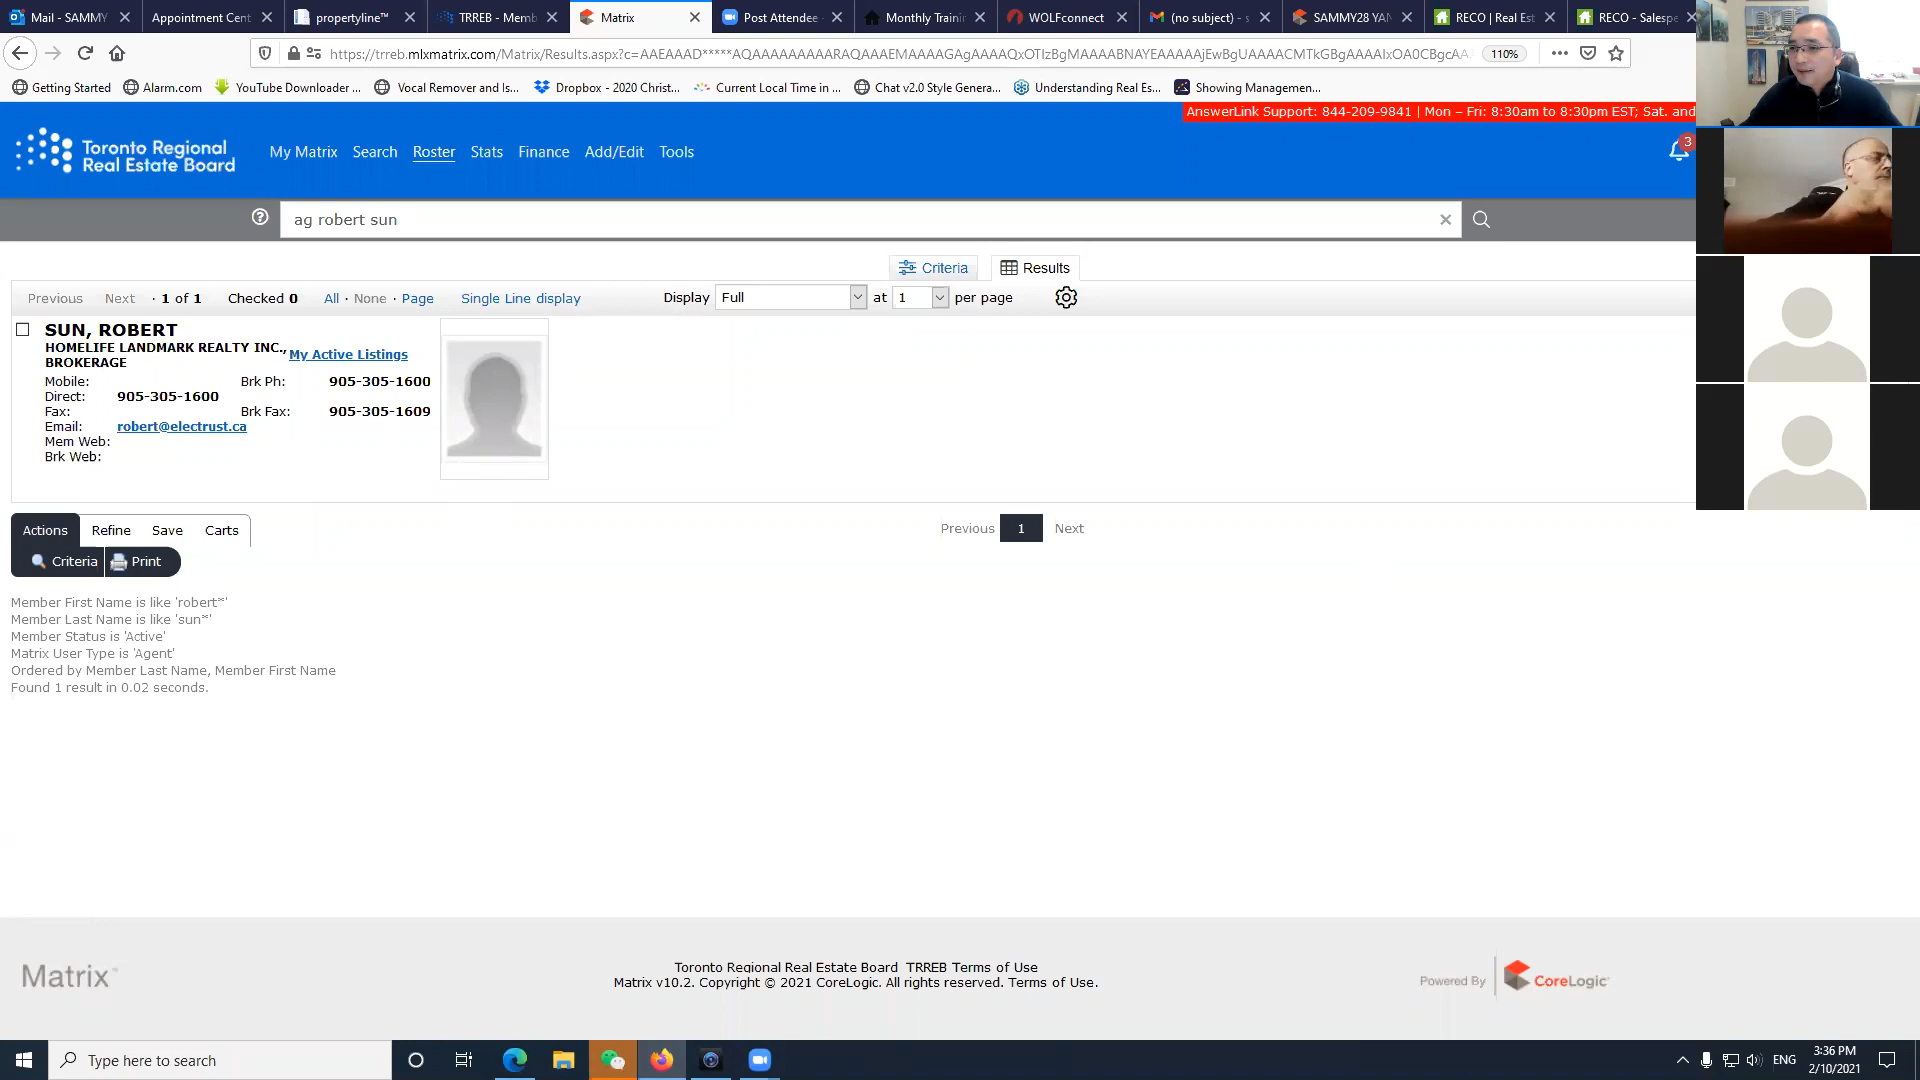 Mail - SAMMY
Appointment Cent
propertyline™
TRREB - Memb
Matrix
Post Attendee -
Monthly Trainin
WOLFconnect
(no subject) - s
SAMMY28 YAN
RECO | Real Est
RECO - Salespe
https://trreb.mlxmatrix.com/Matrix/Results.aspx?c=
110%
Getting Started
Alarm.com
YouTube Downloader ...
Vocal Remover and Is...
Dropbox - 2020 Christ...
Current Local Time in ...
Chat v2.0 Style Genera...
Understanding Real Es...
Showing Managemen...
AnswerLink Support: 844-209-9841 | Mon – Fri: 8:30am to 8:30pm EST; Sat. and
Toronto Regional
Real Estate Board
My Matrix Search Roster Stats Finance Add/Edit Tools
3
ag robert sun
Criteria
Results
Previous Next · 1 of 1 Checked 0 All · None · Page Single Line display Display Full at 1 per page
SUN, ROBERT
HOMELIFE LANDMARK REALTY INC.,
BROKERAGE
My Active Listings
Mobile: Brk Ph: 905-305-1600
Direct: 905-305-1600
Fax: Brk Fax: 905-305-1609
Email: robert@electrust.ca
Mem Web:
Brk Web:
Actions Refine Save Carts
Previous 1 Next
Criteria Print
Member First Name is like 'robert*'
Member Last Name is like 'sun*'
Member Status is 'Active'
Matrix User Type is 'Agent'
Ordered by Member Last Name, Member First Name
Found 1 result in 0.02 seconds.
Matrix™
Toronto Regional Real Estate Board TRREB Terms of Use
Matrix v10.2. Copyright © 2021 CoreLogic. All rights reserved. Terms of Use.
Powered By CoreLogic
Type here to search
ENG
3:36 PM
2/10/2021